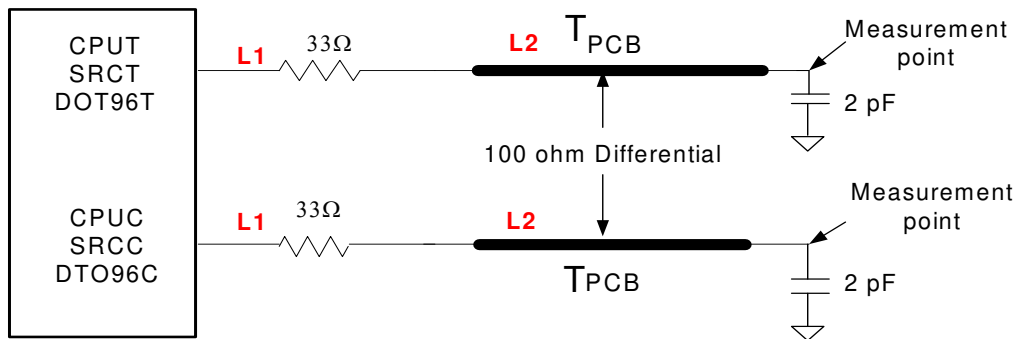 CPUT
SRCT
DOT96T
L1
33Ω
L2
TPCB
Measurement
point
2 pF
100 ohm Differential
CPUC
SRCC
DTO96C
L1
33Ω
L2
TPCB
Measurement
point
2 pF